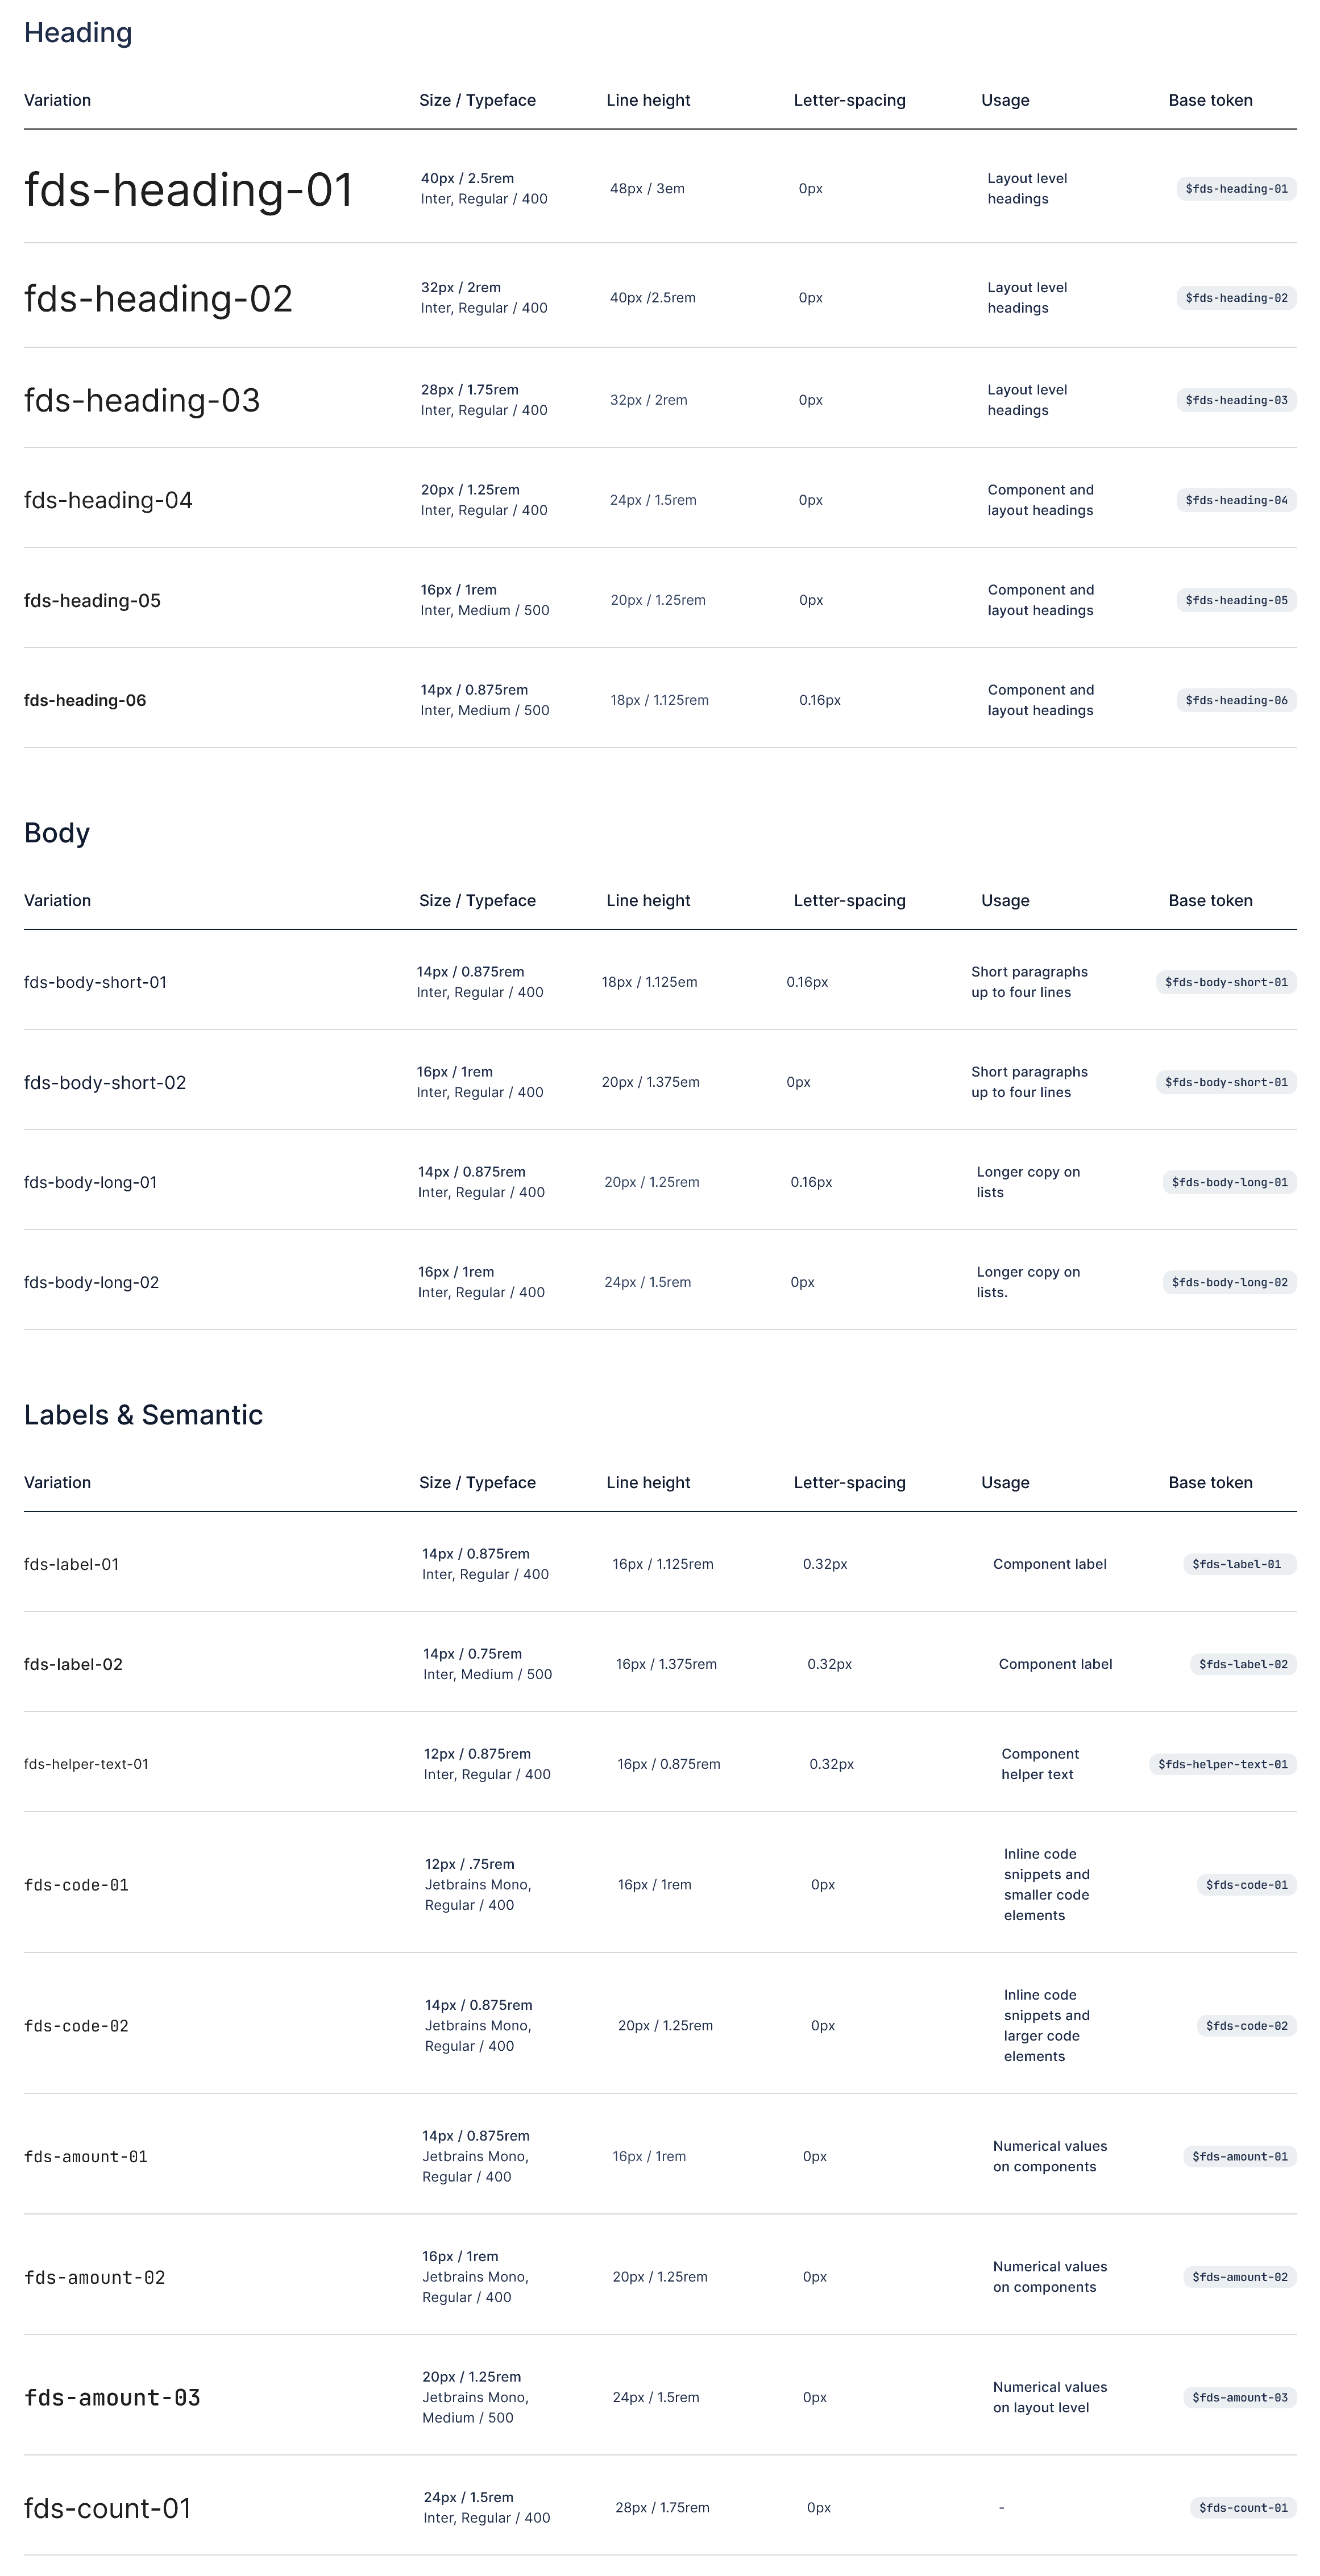 Heading
Variation Size / Typeface Line height Letter-spacing Usage Base token
fds-heading-01 40px / 2.5rem Inter, Regular / 400 48px / 3em 0px Layout level headings $fds-heading-01
fds-heading-02 32px / 2rem Inter, Regular / 400 40px /2.5rem 0px Layout level headings $fds-heading-02
fds-heading-03 28px / 1.75rem Inter, Regular / 400 32px / 2rem 0px Layout level headings $fds-heading-03
fds-heading-04 20px / 1.25rem Inter, Regular / 400 24px / 1.5rem 0px Component and layout headings $fds-heading-04
fds-heading-05 16px / 1rem Inter, Medium / 500 20px / 1.25rem 0px Component and layout headings $fds-heading-05
fds-heading-06 14px / 0.875rem Inter, Medium / 500 18px / 1.125rem 0.16px Component and layout headings $fds-heading-06
Body
Variation Size / Typeface Line height Letter-spacing Usage Base token
fds-body-short-01 14px / 0.875rem Inter, Regular / 400 18px / 1.125em 0.16px Short paragraphs up to four lines $fds-body-short-01
fds-body-short-02 16px / 1rem Inter, Regular / 400 20px / 1.375em 0px Short paragraphs up to four lines $fds-body-short-01
fds-body-long-01 14px / 0.875rem Inter, Regular / 400 20px / 1.25rem 0.16px Longer copy on lists $fds-body-long-01
fds-body-long-02 16px / 1rem Inter, Regular / 400 24px / 1.5rem 0px Longer copy on lists. $fds-body-long-02
Labels & Semantic
Variation Size / Typeface Line height Letter-spacing Usage Base token
fds-label-01 14px / 0.875rem Inter, Regular / 400 16px / 1.125rem 0.32px Component label $fds-label-01
fds-label-02 14px / 0.75rem Inter, Medium / 500 16px / 1.375rem 0.32px Component label $fds-label-02
fds-helper-text-01 12px / 0.875rem Inter, Regular / 400 16px / 0.875rem 0.32px Component helper text $fds-helper-text-01
fds-code-01 12px / .75rem Jetbrains Mono, Regular / 400 16px / 1rem 0px Inline code snippets and smaller code elements $fds-code-01
fds-code-02 14px / 0.875rem Jetbrains Mono, Regular / 400 20px / 1.25rem 0px Inline code snippets and larger code elements $fds-code-02
fds-amount-01 14px / 0.875rem Jetbrains Mono, Regular / 400 16px / 1rem 0px Numerical values on components $fds-amount-01
fds-amount-02 16px / 1rem Jetbrains Mono, Regular / 400 20px / 1.25rem 0px Numerical values on components $fds-amount-02
fds-amount-03 20px / 1.25rem Jetbrains Mono, Medium / 500 24px / 1.5rem 0px Numerical values on layout level $fds-amount-03
fds-count-01 24px / 1.5rem Inter, Regular / 400 28px / 1.75rem 0px - $fds-count-01